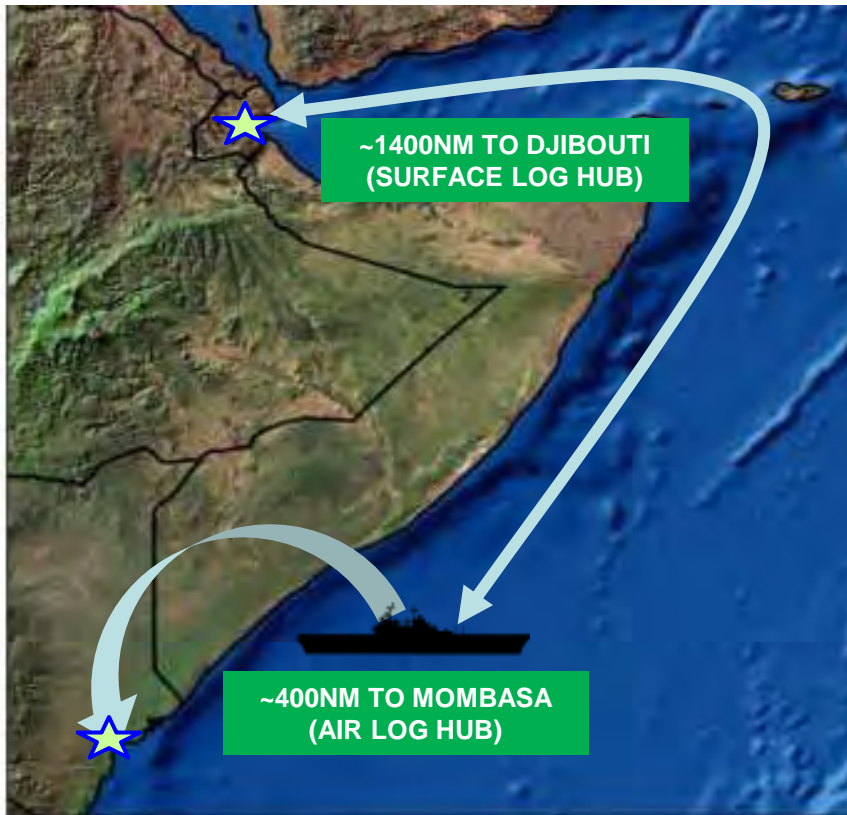 ~1400NM TO DJIBOUTI
(SURFACE LOG HUB)
~400NM TO MOMBASA
(AIR LOG HUB)